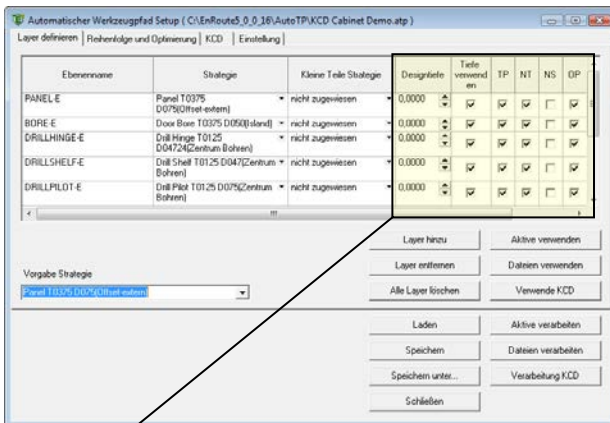 Automatischer Werkzeugpfad Setup ( C:\EnRoute5_0_0_16\AutoTP\KCD Cabinet Demo.atp )
Layer definieren Reihenfolge und Optimierung KCD Einstellung
Ebenenname Strategie Kleine Teile Strategie Designtiefe Tiefe verwenden TP NT NS OP
PANEL-E Panel T0375 nicht zugewiesen 0,0000
D075(Offset-extern)
BORE-E Door Bore T0375 D050(Island) nicht zugewiesen 0,0000
DRILLHINGE-E Drill Hinge T0125 nicht zugewiesen 0,0000
D04724(Zentrum Bohren)
DRILLSHELF-E Drill Shelf T0125 D047(Zentrum nicht zugewiesen 0,0000
Bohren)
DRILLPILOT-E Drill Pilot T0125 D075(Zentrum nicht zugewiesen 0,0000
Bohren)
Layer hinzu Aktive verwenden
Layer entfernen Dateien verwenden
Vorgabe Strategie
Panel T0375 D075(Offset-extern) Alle Layer löschen Verwende KCD
Laden Aktive verarbeiten
Speichern Dateien verarbeiten
Speichern unter... Verarbeitung KCD
Schließen